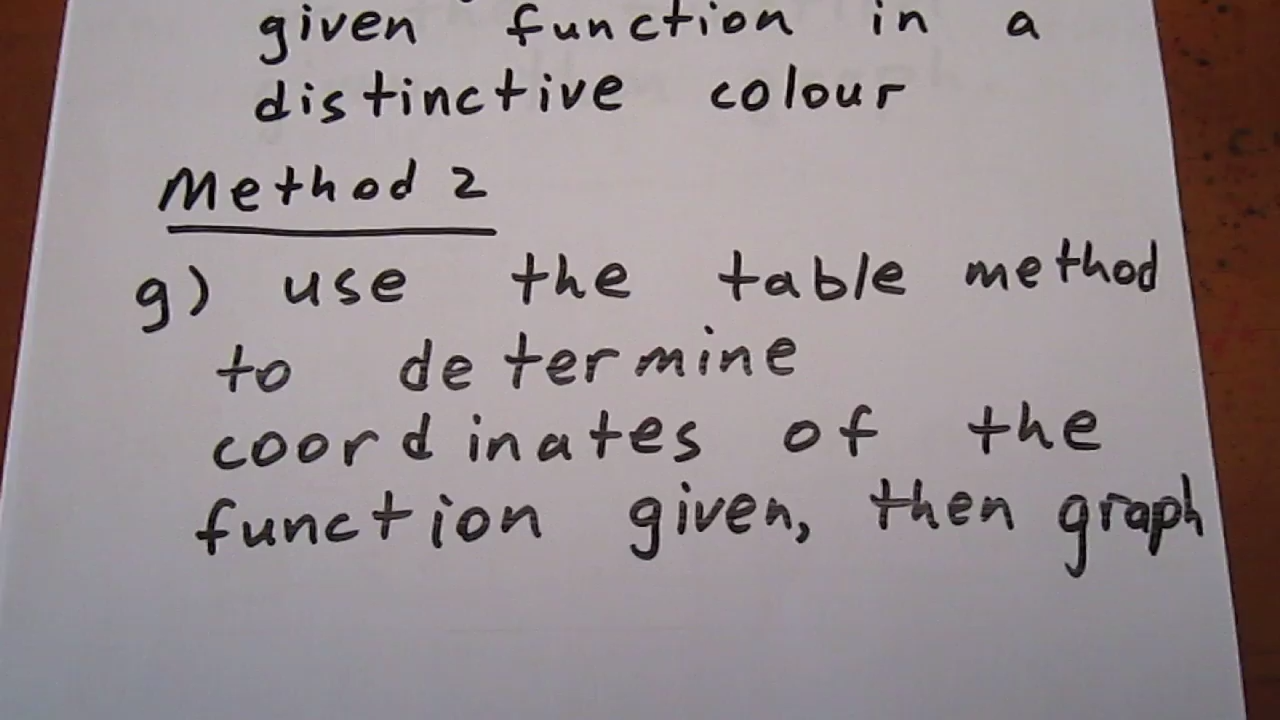 given function in a
distinctive colour
Method 2
g) use the table method
to determine
coordinates of the
function given, then graph